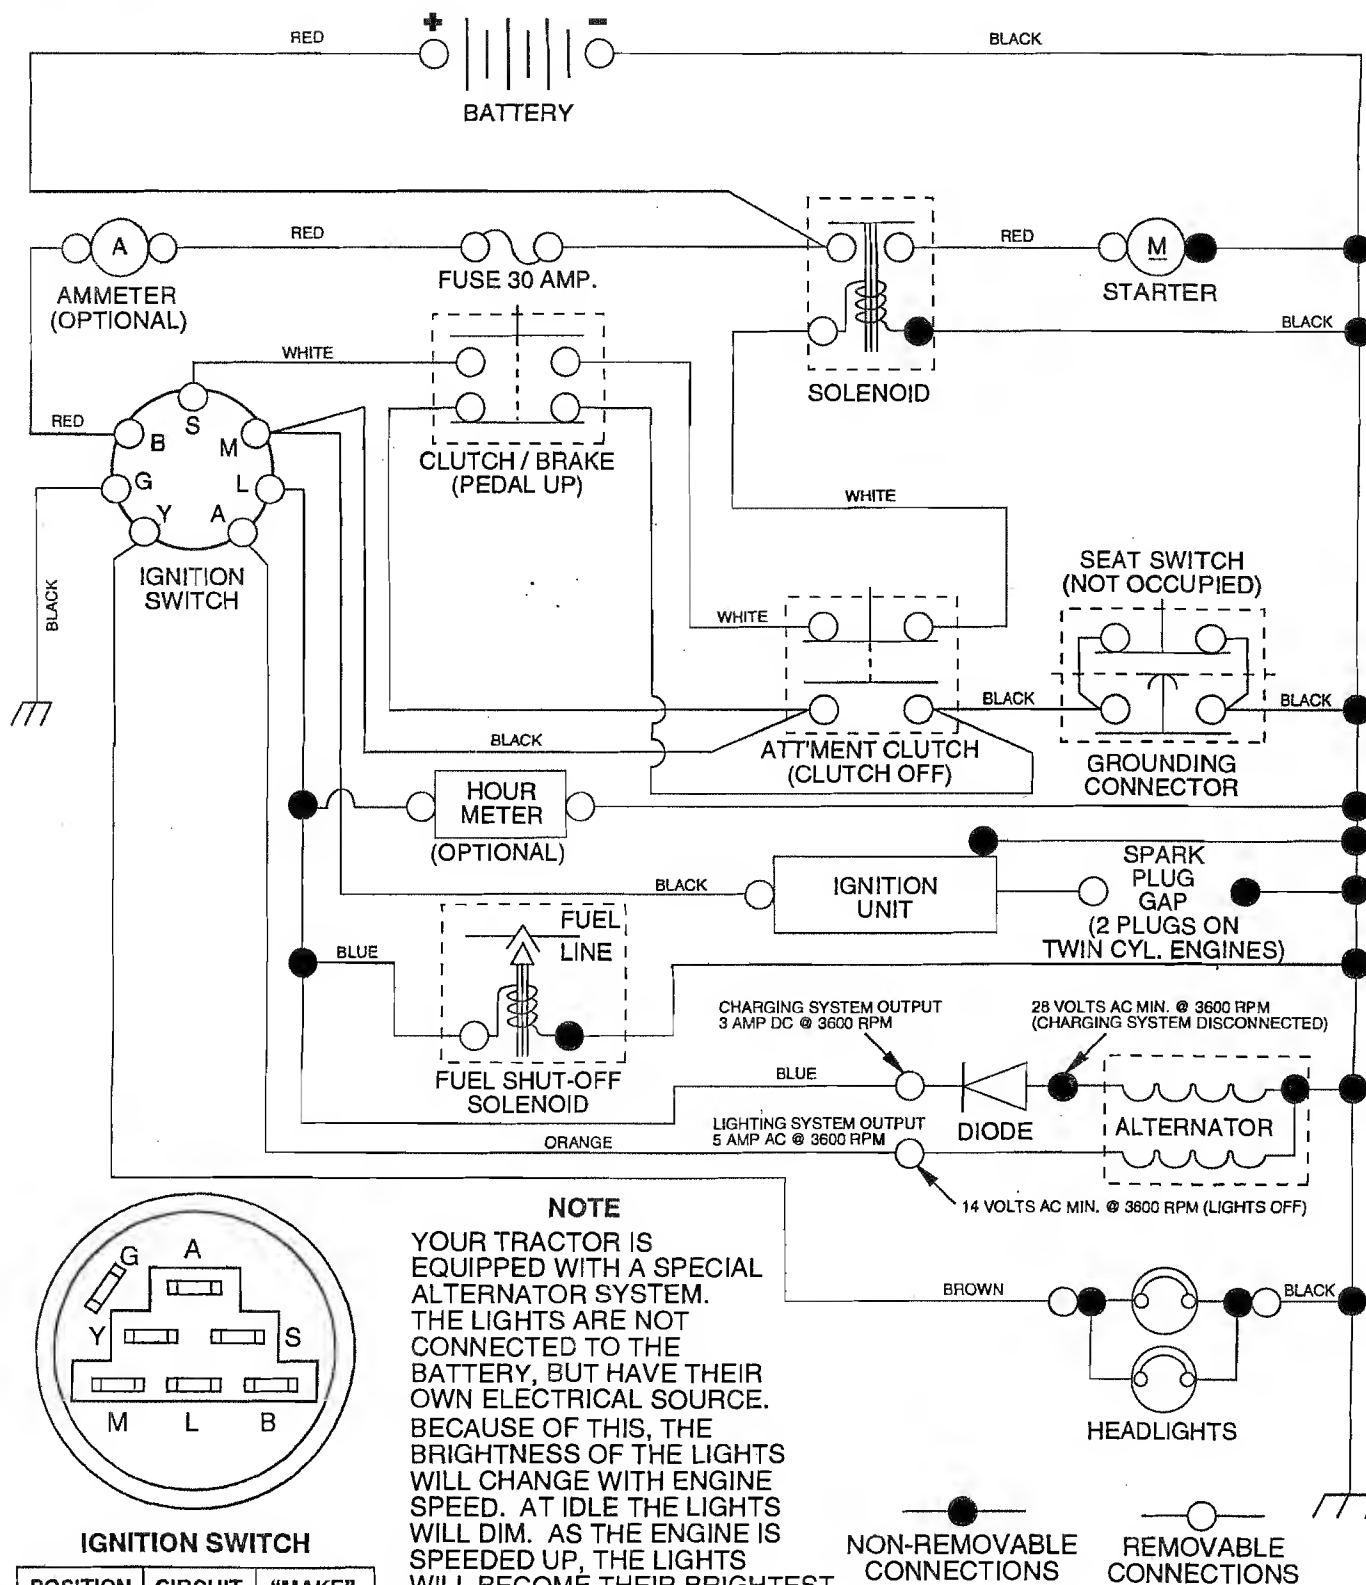 + −
RED
BLACK
BATTERY
A
RED
RED
M
FUSE 30 AMP.
AMMETER
(OPTIONAL)
STARTER
BLACK
WHITE
SOLENOID
RED
B
S
M
G
L
Y
A
CLUTCH / BRAKE
(PEDAL UP)
WHITE
IGNITION
SWITCH
BLACK
SEAT SWITCH
(NOT OCCUPIED)
WHITE
BLACK
BLACK
BLACK
ATT'MENT CLUTCH
(CLUTCH OFF)
GROUNDING
CONNECTOR
HOUR
METER
(OPTIONAL)
BLACK
IGNITION
UNIT
SPARK
PLUG
GAP
(2 PLUGS ON
TWIN CYL. ENGINES)
FUEL
LINE
BLUE
CHARGING SYSTEM OUTPUT
3 AMP DC @ 3600 RPM
28 VOLTS AC MIN. @ 3600 RPM
(CHARGING SYSTEM DISCONNECTED)
FUEL SHUT-OFF
SOLENOID
BLUE
DIODE
ALTERNATOR
LIGHTING SYSTEM OUTPUT
5 AMP AC @ 3600 RPM
ORANGE
14 VOLTS AC MIN. @ 3600 RPM (LIGHTS OFF)
BROWN
BLACK
HEADLIGHTS
G
A
Y
S
M
L
B
IGNITION SWITCH
POSITION CIRCUIT "MAKE"
NOTE
YOUR TRACTOR IS
EQUIPPED WITH A SPECIAL
ALTERNATOR SYSTEM.
THE LIGHTS ARE NOT
CONNECTED TO THE
BATTERY, BUT HAVE THEIR
OWN ELECTRICAL SOURCE.
BECAUSE OF THIS, THE
BRIGHTNESS OF THE LIGHTS
WILL CHANGE WITH ENGINE
SPEED. AT IDLE THE LIGHTS
WILL DIM. AS THE ENGINE IS
SPEEDED UP, THE LIGHTS
WILL BECOME THEIR BRIGHTEST
NON-REMOVABLE
CONNECTIONS
REMOVABLE
CONNECTIONS